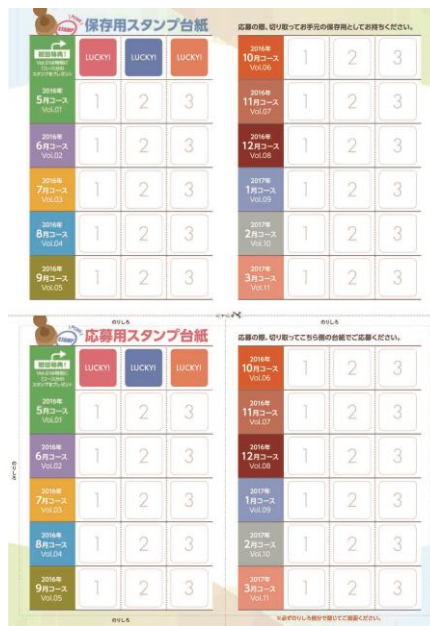 START
保存用スタンプ台紙
応募の際、切り取ってお手元の保存用としてお持ちください。
初回特典!
LUCKY!
LUCKY!
LUCKY!
2016年
5月コース
Vol.01
1
2
3
2016年
6月コース
Vol.02
1
2
3
2016年
7月コース
Vol.03
1
2
3
2016年
8月コース
Vol.04
1
2
3
2016年
9月コース
Vol.05
1
2
3
2016年
10月コース
Vol.06
1
2
3
2016年
11月コース
Vol.07
1
2
3
2016年
12月コース
Vol.08
1
2
3
2017年
1月コース
Vol.09
1
2
3
2017年
2月コース
Vol.10
1
2
3
2017年
3月コース
Vol.11
1
2
3
のりしろ
のりしろ
START
応募用スタンプ台紙
応募の際、切り取ってこちら側の台紙でご応募ください。
初回特典!
LUCKY!
LUCKY!
LUCKY!
2016年
5月コース
Vol.01
1
2
3
2016年
6月コース
Vol.02
1
2
3
2016年
7月コース
Vol.03
1
2
3
2016年
8月コース
Vol.04
1
2
3
2016年
9月コース
Vol.05
1
2
3
2016年
10月コース
Vol.06
1
2
3
2016年
11月コース
Vol.07
1
2
3
2016年
12月コース
Vol.08
1
2
3
2017年
1月コース
Vol.09
1
2
3
2017年
2月コース
Vol.10
1
2
3
2017年
3月コース
Vol.11
1
2
3
のりしろ
のりしろ